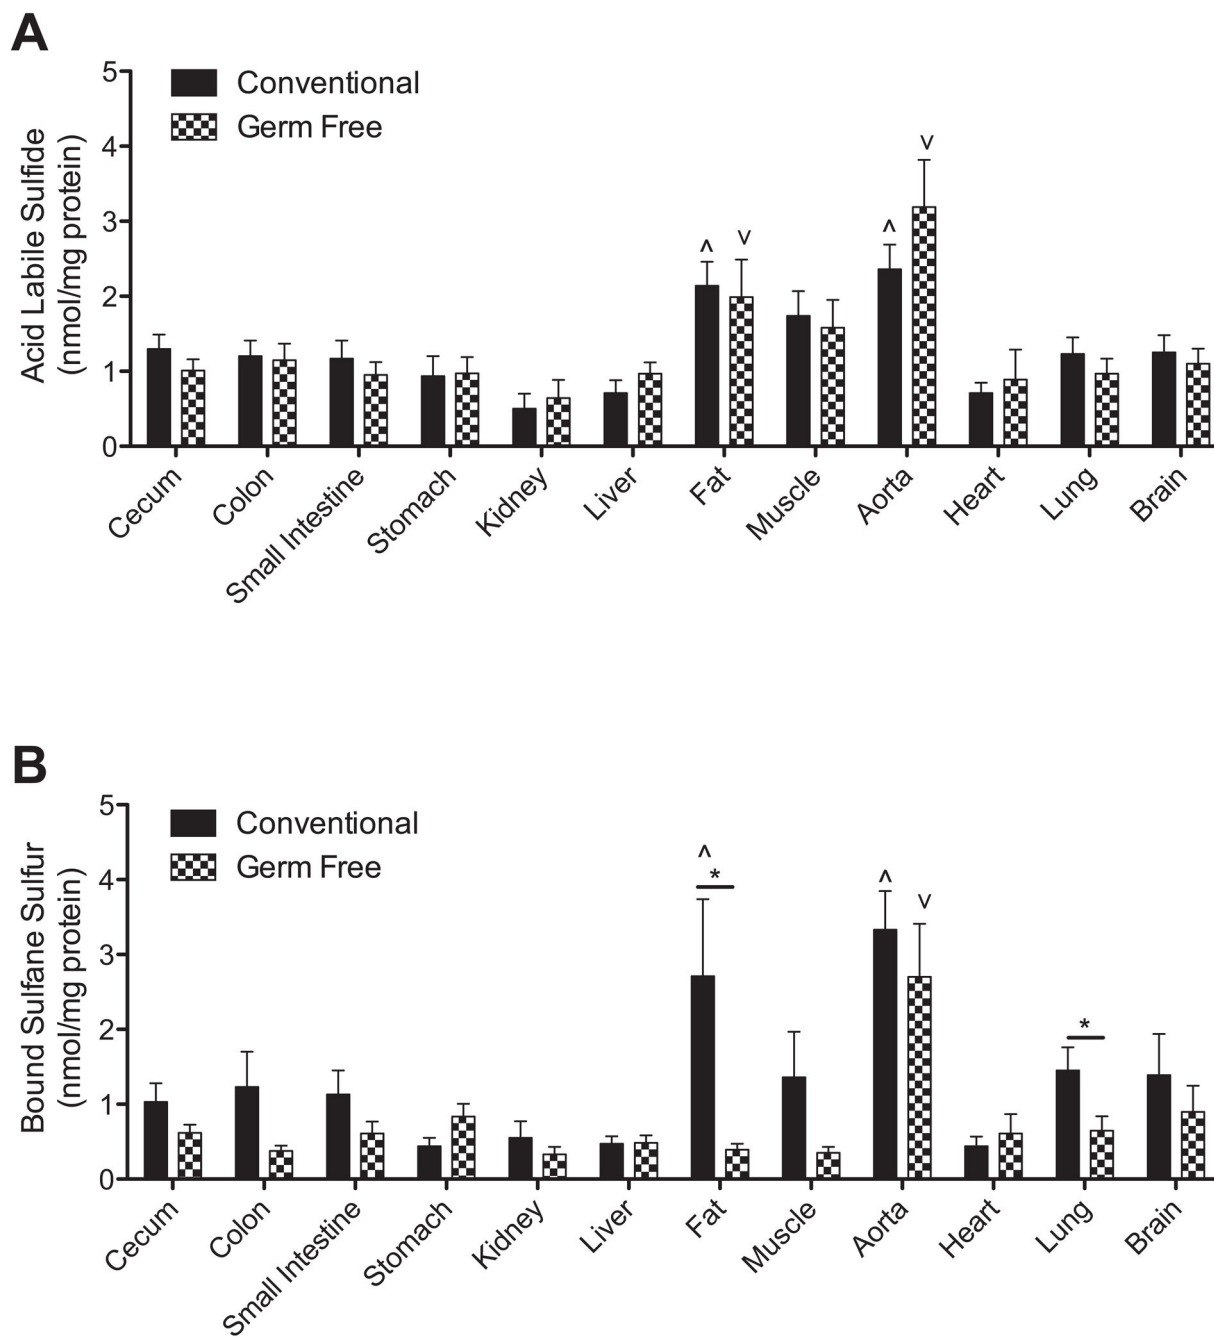 A
Acid Labile Sulfide
(nmol/mg protein)
5
4
3
2
1
0
Conventional
Germ Free
^
v
^
v
Cecum
Colon
Small Intestine
Stomach
Kidney
Liver
Fat
Muscle
Aorta
Heart
Lung
Brain
B
Bound Sulfane Sulfur
(nmol/mg protein)
5
4
3
2
1
0
Conventional
Germ Free
^
*
^
v
*
Cecum
Colon
Small Intestine
Stomach
Kidney
Liver
Fat
Muscle
Aorta
Heart
Lung
Brain